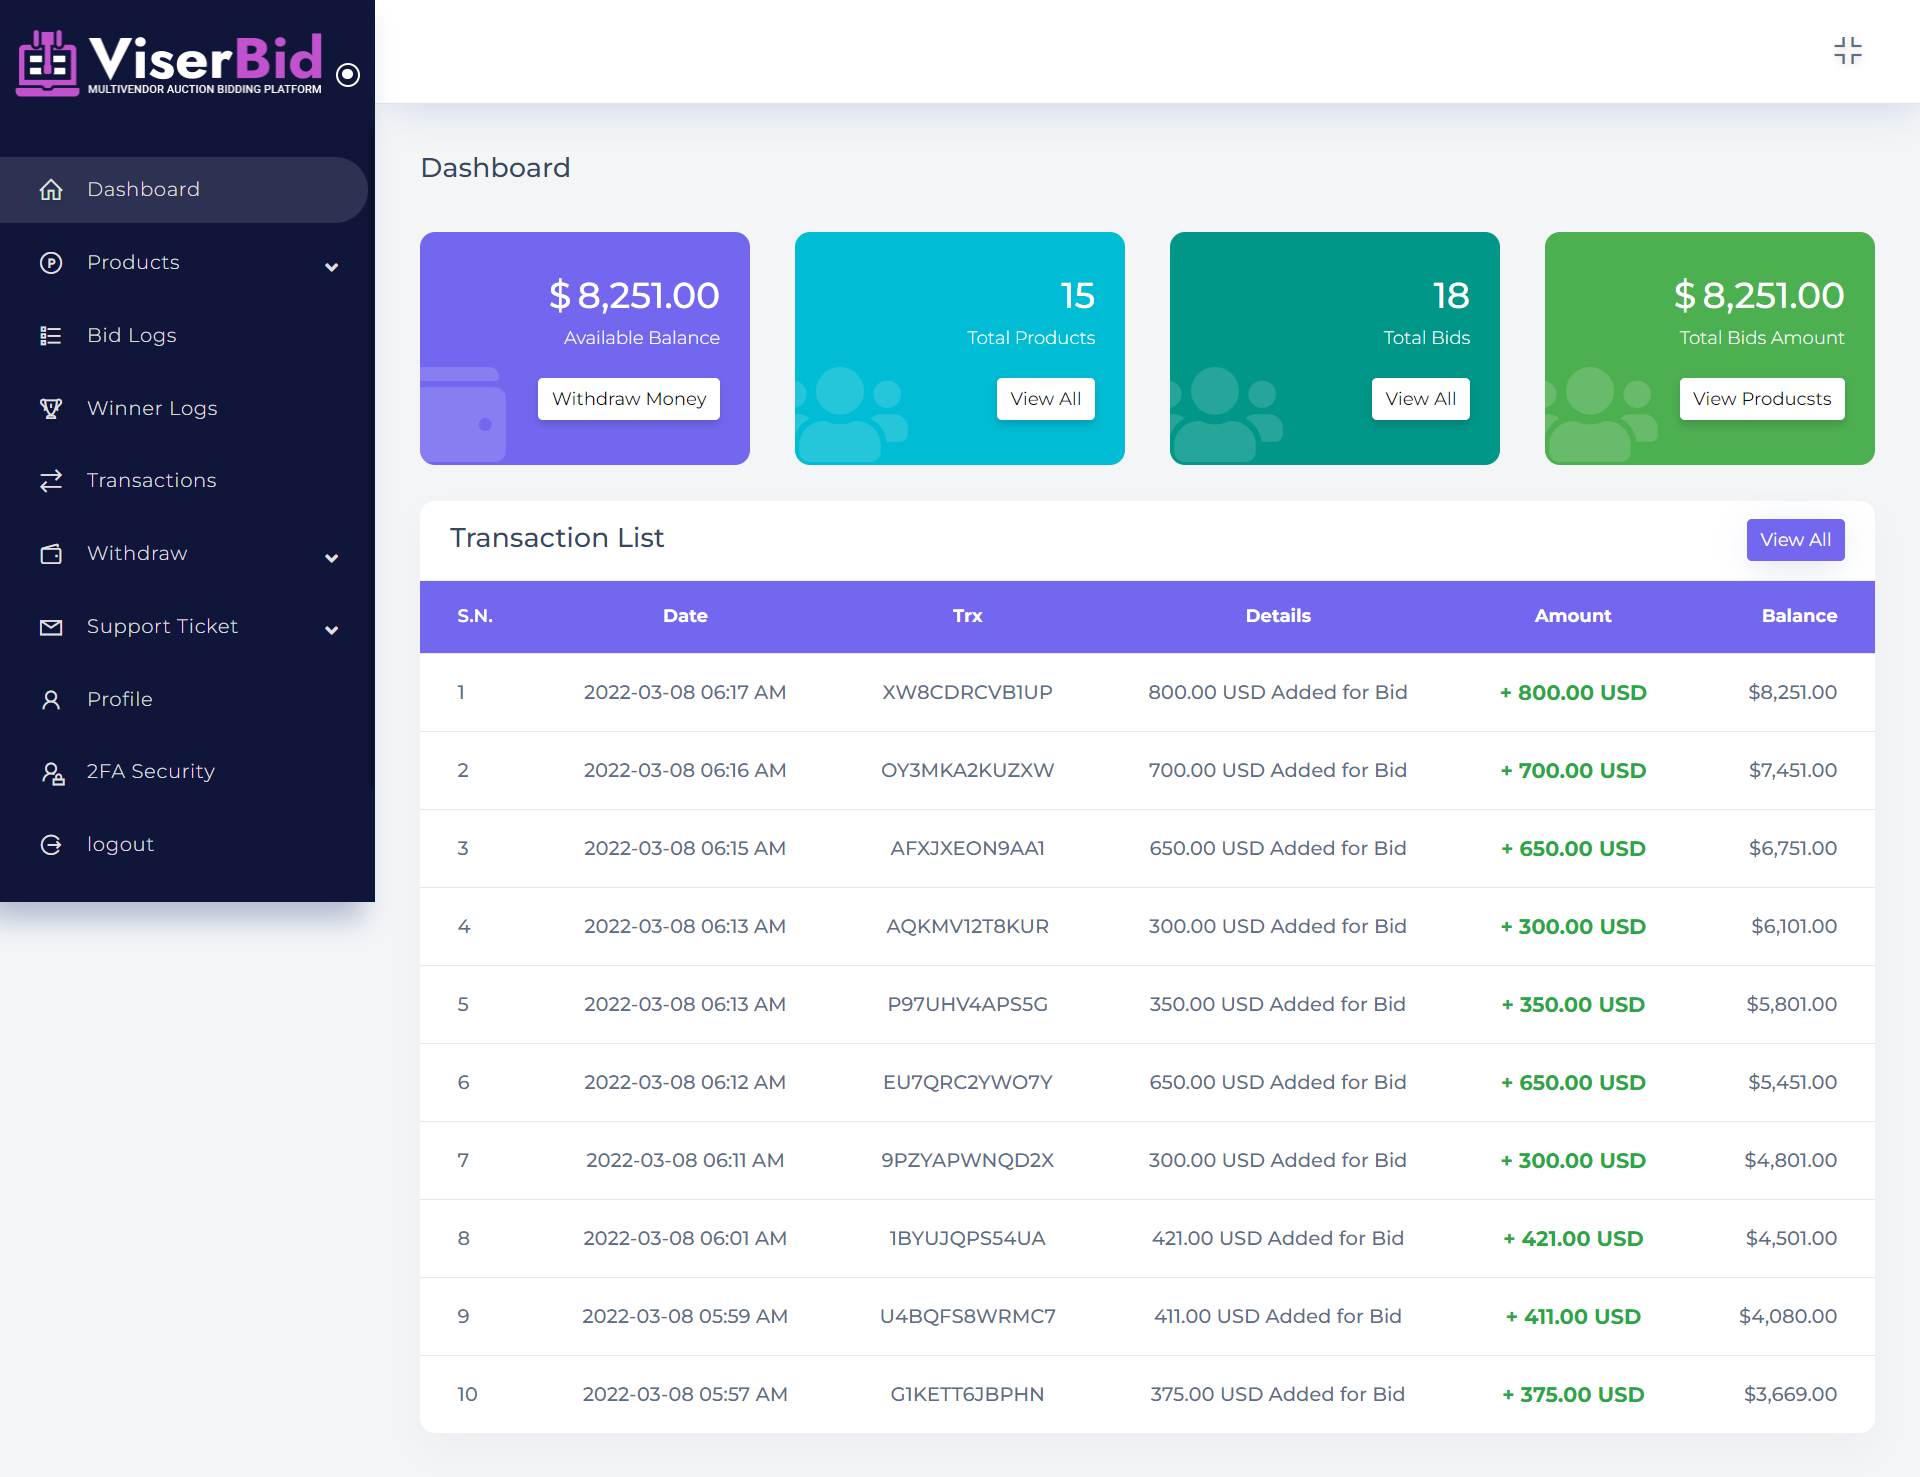 ViserBid
MULTIVENDOR AUCTION BIDDING PLATFORM
Dashboard
Products
Bid Logs
Winner Logs
Transactions
Withdraw
Support Ticket
Profile
2FA Security
logout
Dashboard
$ 8,251.00
Available Balance
Withdraw Money
15
Total Products
View All
18
Total Bids
View All
$ 8,251.00
Total Bids Amount
View Producsts
Transaction List
View All
S.N. Date Trx Details Amount Balance
1 2022-03-08 06:17 AM XW8CDRCVB1UP 800.00 USD Added for Bid + 800.00 USD $8,251.00
2 2022-03-08 06:16 AM OY3MKA2KUZXW 700.00 USD Added for Bid + 700.00 USD $7,451.00
3 2022-03-08 06:15 AM AFXJXEON9AA1 650.00 USD Added for Bid + 650.00 USD $6,751.00
4 2022-03-08 06:13 AM AQKMV12T8KUR 300.00 USD Added for Bid + 300.00 USD $6,101.00
5 2022-03-08 06:13 AM P97UHV4APS5G 350.00 USD Added for Bid + 350.00 USD $5,801.00
6 2022-03-08 06:12 AM EU7QRC2YWO7Y 650.00 USD Added for Bid + 650.00 USD $5,451.00
7 2022-03-08 06:11 AM 9PZYAPWNQD2X 300.00 USD Added for Bid + 300.00 USD $4,801.00
8 2022-03-08 06:01 AM 1BYUJQPS54UA 421.00 USD Added for Bid + 421.00 USD $4,501.00
9 2022-03-08 05:59 AM U4BQFS8WRMC7 411.00 USD Added for Bid + 411.00 USD $4,080.00
10 2022-03-08 05:57 AM G1KETT6JBPHN 375.00 USD Added for Bid + 375.00 USD $3,669.00